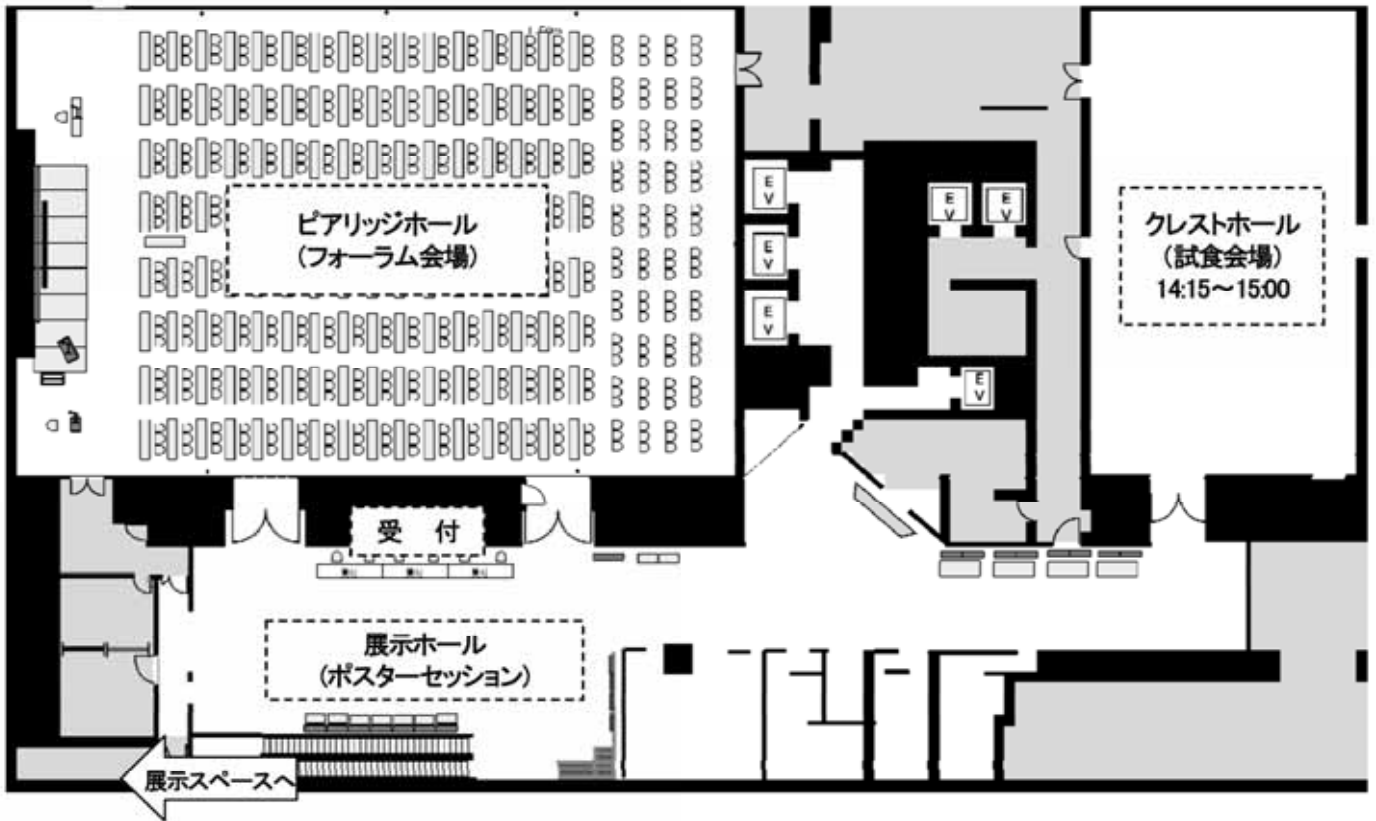 ピアリッジホール
(フォーラム会場)
E
V
E
V
E
V
E
V
E
V
E
V
クレストホール
(試食会場)
14:15～15:00
受 付
展示ホール
(ポスターセッション)
展示スペースへ